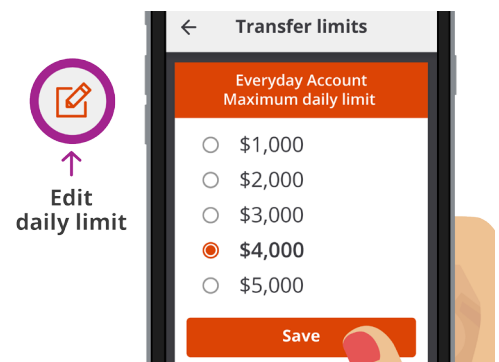 Transfer limits
Everyday Account
Maximum daily limit
$1,000
$2,000
$3,000
$4,000
$5,000
Save
Edit
daily limit